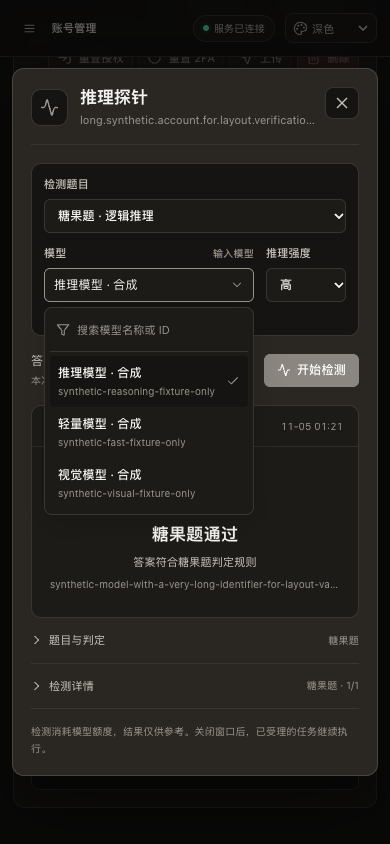 账号管理
服务已连接
深色
重置授权
重置 2FA
上传
删除
推理探针
long.synthetic.account.for.layout.verificatio...
检测题目
糖果题 · 逻辑推理
模型
输入模型
推理强度
推理模型 · 合成
高
搜索模型名称或 ID
推理模型 · 合成
synthetic-reasoning-fixture-only
轻量模型 · 合成
synthetic-fast-fixture-only
视觉模型 · 合成
synthetic-visual-fixture-only
答
本
开始检测
11-05 01:21
糖果题通过
答案符合糖果题判定规则
synthetic-model-with-a-very-long-identifier-for-layout-va...
题目与判定
糖果题
检测详情
糖果题 · 1/1
检测消耗模型额度，结果仅供参考。关闭窗口后，已受理的任务继续执
行。